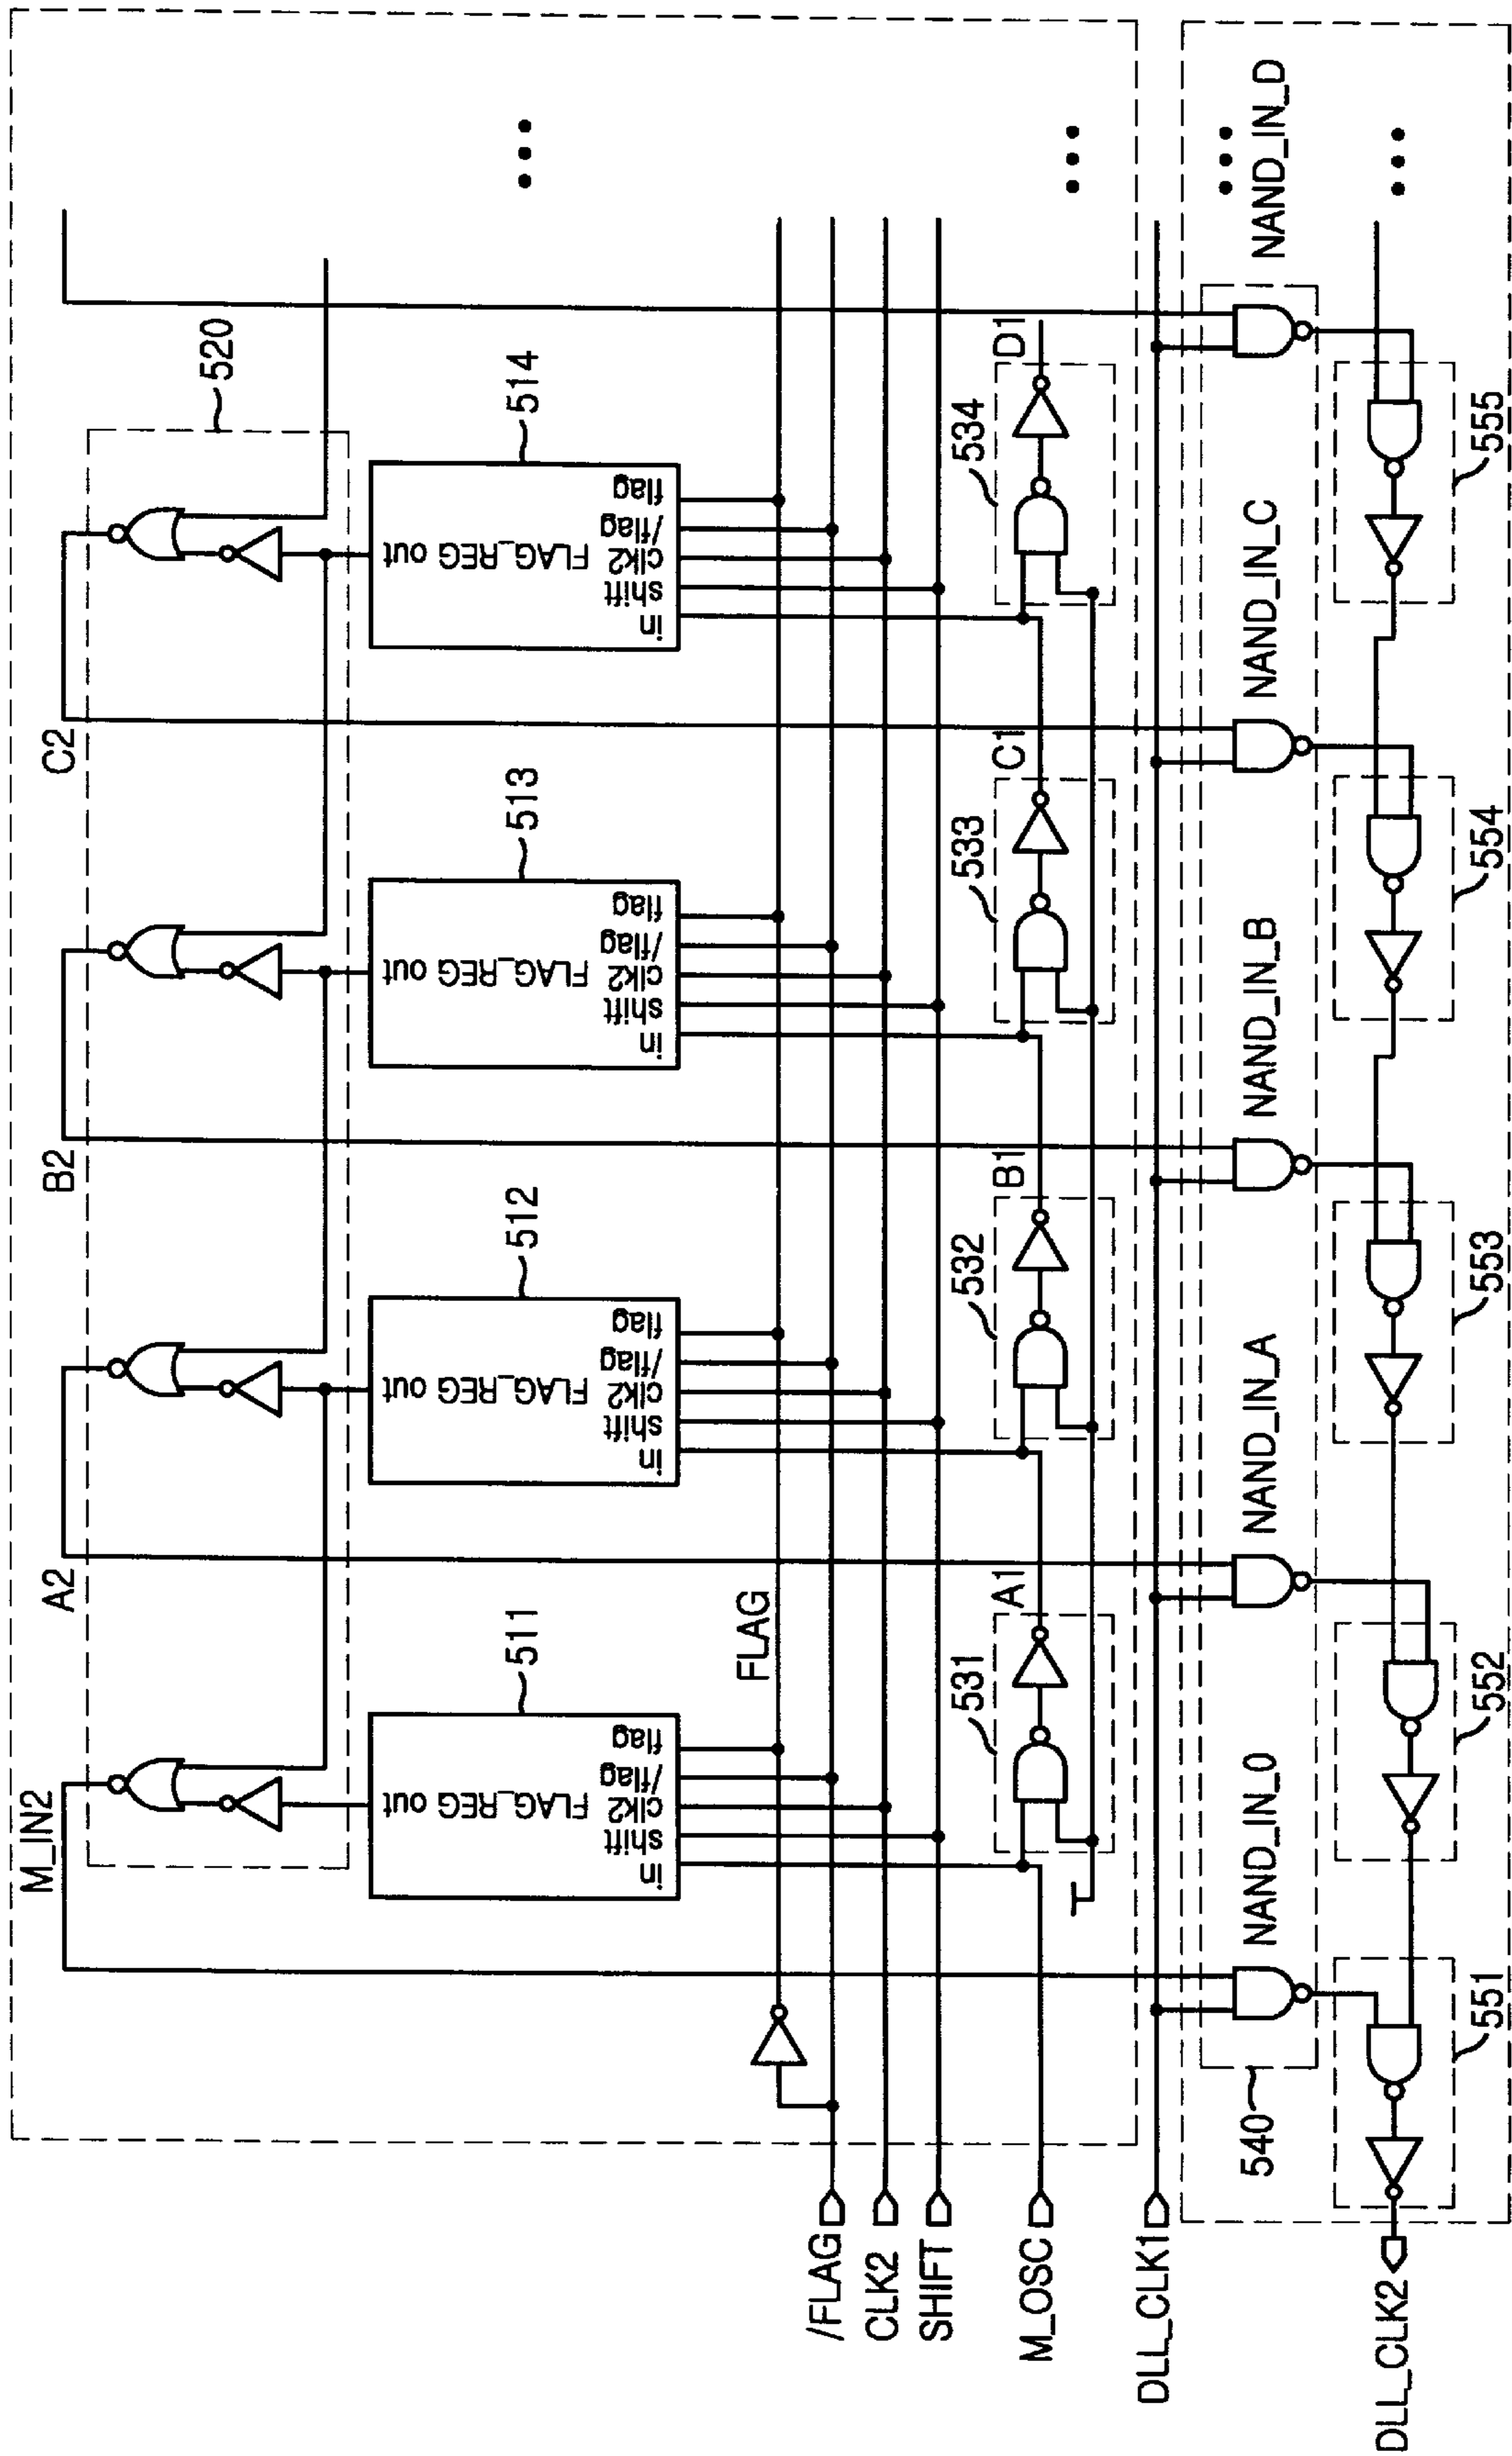 M_IN2
A2
B2
C2
520
511
512
513
514
FLAG_REG out
in
shift
clk2
/flag
flag
FLAG_REG out
in
shift
clk2
/flag
flag
FLAG_REG out
in
shift
clk2
/flag
flag
FLAG_REG out
in
shift
clk2
/flag
flag
FLAG
/FLAG
CLK2
SHIFT
M_OSC
531
A1
532
B1
533
C1
534
D1
DLL_CLK1
540
NAND_IN_0
NAND_IN_A
NAND_IN_B
NAND_IN_C
NAND_IN_D
DLL_CLK2
551
552
553
554
555